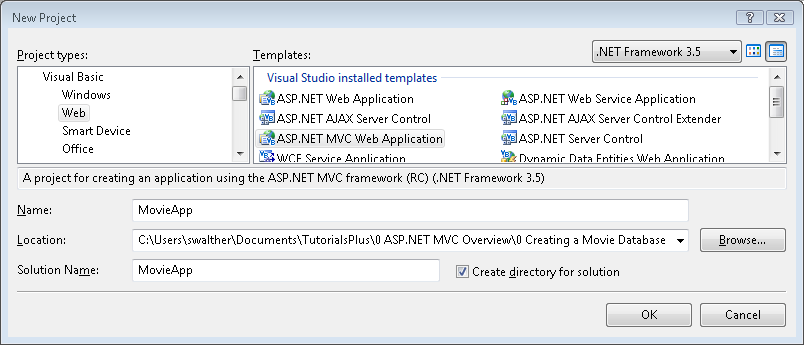 New Project
Project types:
Templates:
.NET Framework 3.5
Visual Basic
Windows
Web
Smart Device
Office
Visual Studio installed templates
ASP.NET Web Application
ASP.NET Web Service Application
ASP.NET AJAX Server Control
ASP.NET AJAX Server Control Extender
ASP.NET MVC Web Application
ASP.NET Server Control
WCF Service Application
Dynamic Data Entities Web Application
A project for creating an application using the ASP.NET MVC framework (RC) (.NET Framework 3.5)
Name:
MovieApp
Location:
C:\Users\swalther\Documents\TutorialsPlus\0 ASP.NET MVC Overview\0 Creating a Movie Database
Browse...
Solution Name:
MovieApp
Create directory for solution
OK
Cancel